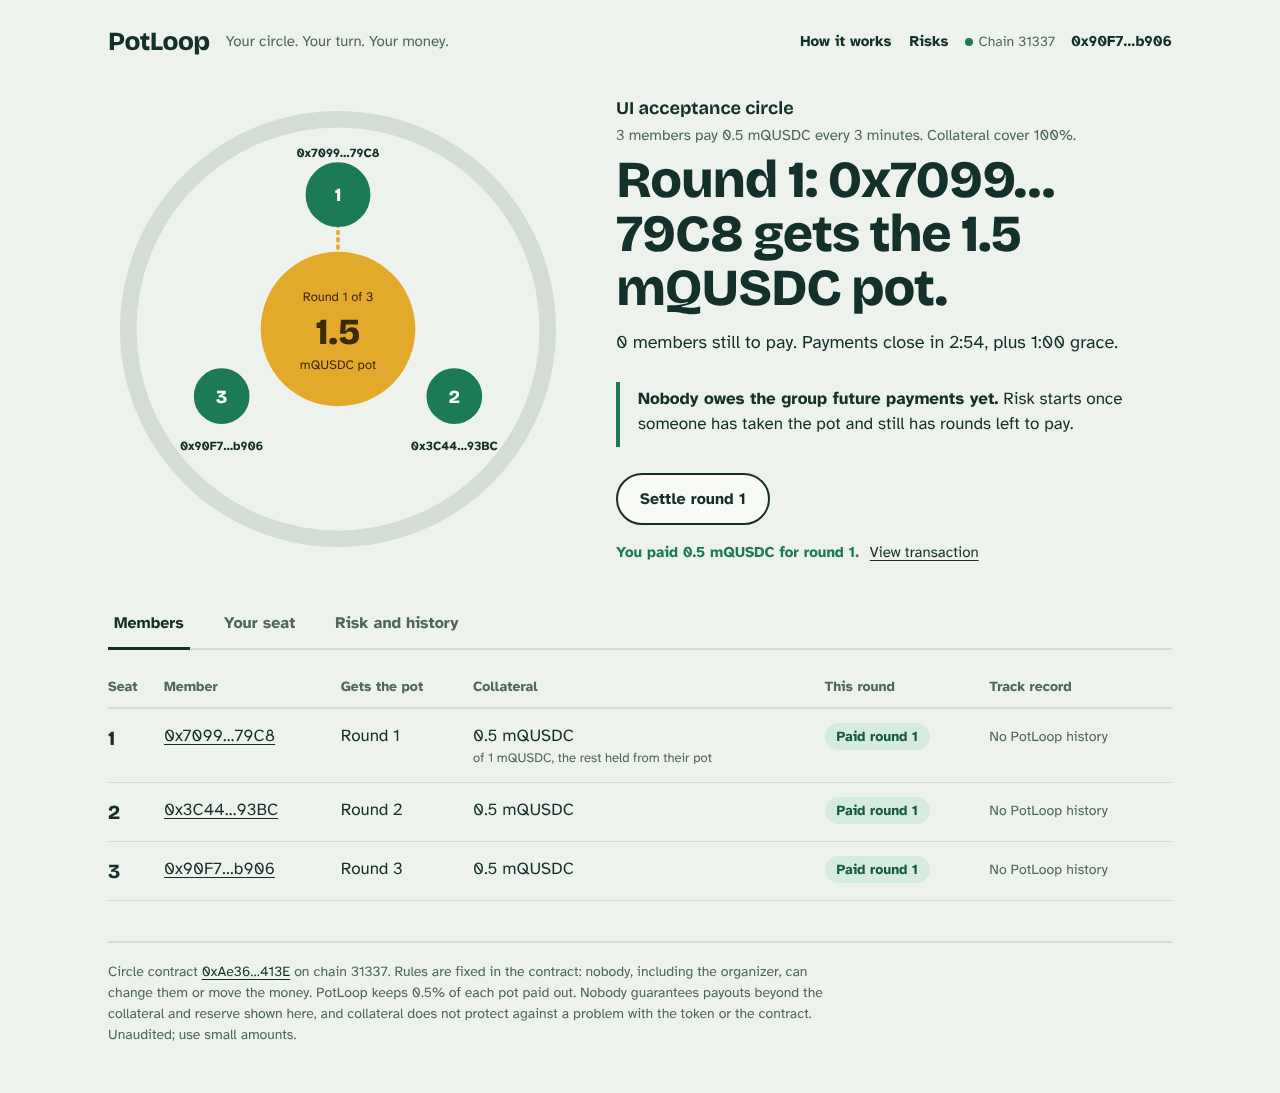 PotLoop
Your circle. Your turn. Your money.
How it works
Risks
Chain 31337
0x90F7…b906
0x7099…79C8
1
Round 1 of 3
1.5
mQUSDC pot
3
2
0x90F7…b906
0x3C44…93BC
UI acceptance circle
3 members pay 0.5 mQUSDC every 3 minutes. Collateral cover 100%.
Round 1: 0x7099…
79C8 gets the 1.5
mQUSDC pot.
0 members still to pay. Payments close in 2:54, plus 1:00 grace.
Nobody owes the group future payments yet. Risk starts once
someone has taken the pot and still has rounds left to pay.
Settle round 1
You paid 0.5 mQUSDC for round 1. View transaction
Members
Your seat
Risk and history
Seat Member Gets the pot Collateral This round Track record
1 0x7099…79C8 Round 1 0.5 mQUSDC Paid round 1 No PotLoop history
of 1 mQUSDC, the rest held from their pot
2 0x3C44…93BC Round 2 0.5 mQUSDC Paid round 1 No PotLoop history
3 0x90F7…b906 Round 3 0.5 mQUSDC Paid round 1 No PotLoop history
Circle contract 0xAe36…413E on chain 31337. Rules are fixed in the contract: nobody, including the organizer, can
change them or move the money. PotLoop keeps 0.5% of each pot paid out. Nobody guarantees payouts beyond the
collateral and reserve shown here, and collateral does not protect against a problem with the token or the contract.
Unaudited; use small amounts.